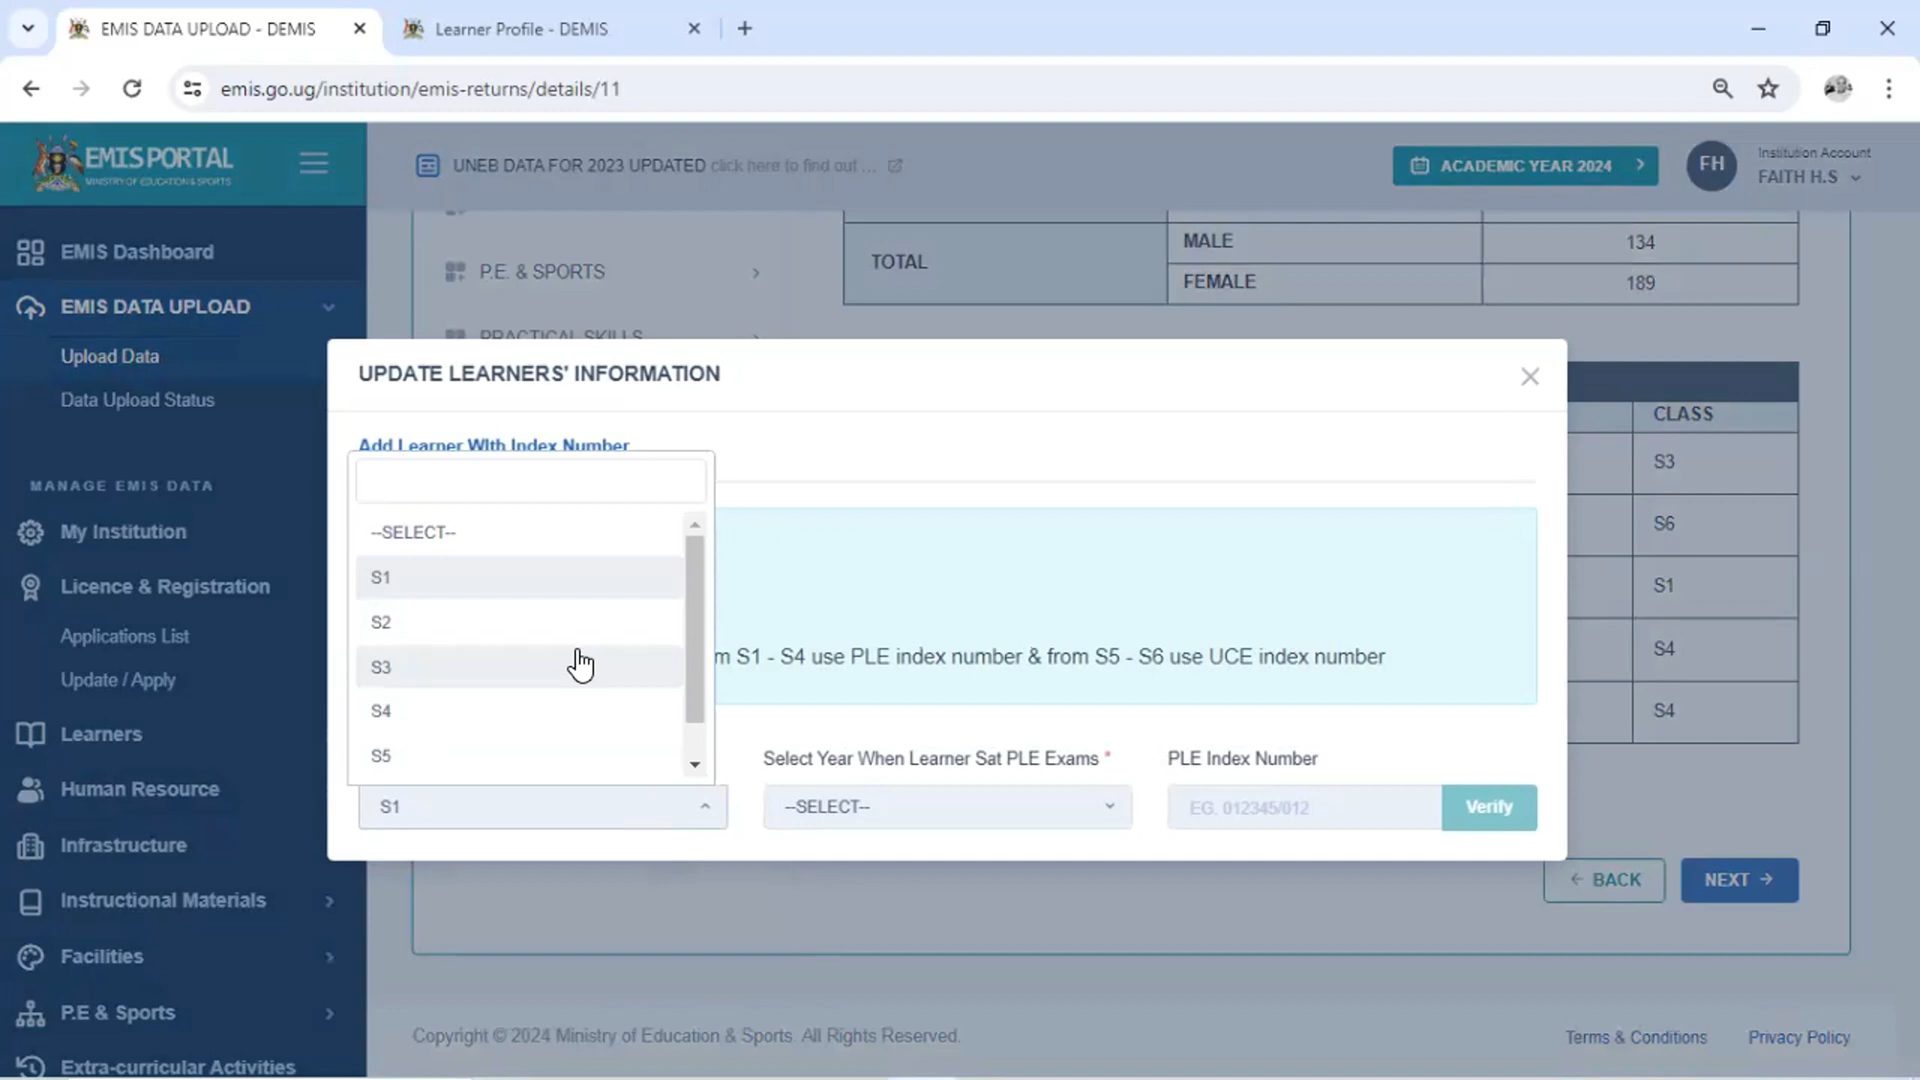 EMIS DATA UPLOAD - DEMIS
Learner Profile - DEMIS
emis.go.ug/institution/emis-returns/details/11
EMIS PORTAL
MINISTRY OF EDUCATION & SPORTS
UNEB DATA FOR 2023 UPDATED click here to find out ...
ACADEMIC YEAR 2024
FH
Institution Account
FAITH H.S
EMIS Dashboard
EMIS DATA UPLOAD
Upload Data
Data Upload Status
MANAGE EMIS DATA
My Institution
Licence & Registration
Applications List
Update / Apply
Learners
Human Resource
Infrastructure
Instructional Materials
Facilities
P.E & Sports
Extra-curricular Activities
P.E. & SPORTS
PRACTICAL SKILLS
TOTAL
MALE
134
FEMALE
189
UPDATE LEARNERS' INFORMATION
Add Learner WIth Index Number
--SELECT--
S1
S2
S3
S4
S5
m S1 - S4 use PLE index number & from S5 - S6 use UCE index number
S1
Select Year When Learner Sat PLE Exams *
--SELECT--
PLE Index Number
EG. 012345/012
Verify
CLASS
S3
S6
S1
S4
S4
BACK
NEXT
Copyright © 2024 Ministry of Education & Sports. All Rights Reserved.
Terms & Conditions
Privacy Policy